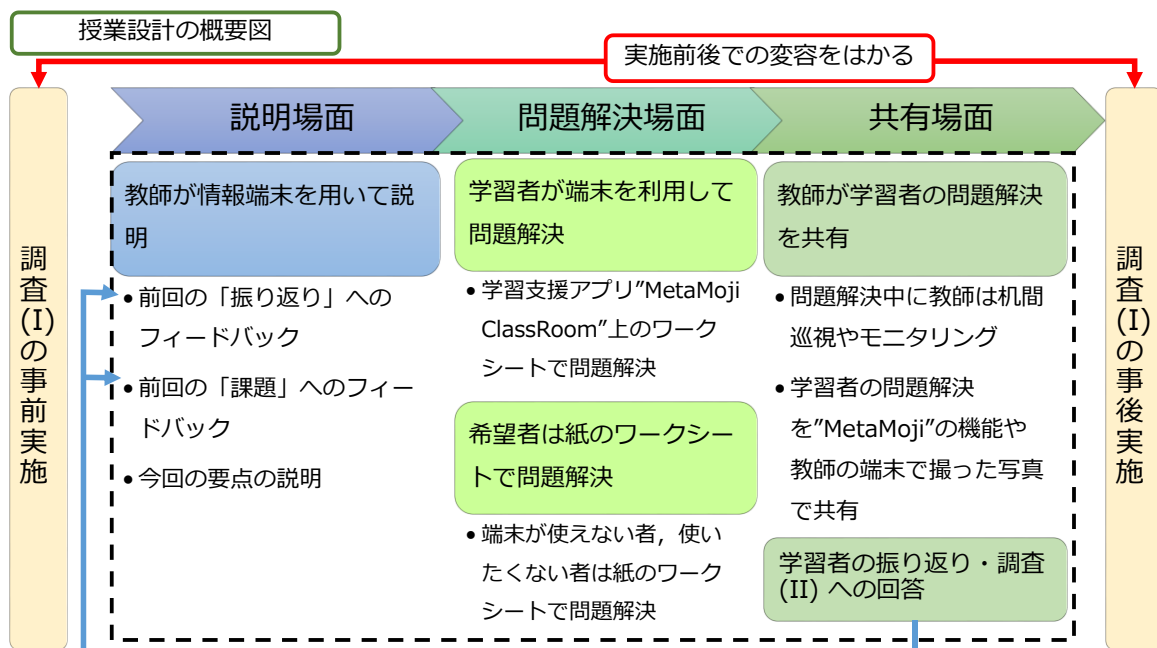 授業設計の概要図
実施前後での変容をはかる
調査(I)の事前実施
説明場面
問題解決場面
共有場面
教師が情報端末を用いて説
明
• 前回の「振り返り」への
フィードバック
• 前回の「課題」へのフィー
ドバック
• 今回の要点の説明
学習者が端末を利用して
問題解決
• 学習支援アプリ”MetaMoji
ClassRoom”上のワーク
シートで問題解決
希望者は紙のワークシー
トで問題解決
• 端末が使えない者，使い
たくない者は紙のワーク
シートで問題解決
教師が学習者の問題解決
を共有
• 問題解決中に教師は机間
巡視やモニタリング
• 学習者の問題解決
を”MetaMoji”の機能や
教師の端末で撮った写真
で共有
学習者の振り返り・調査
(II) への回答
調査(I)の事後実施